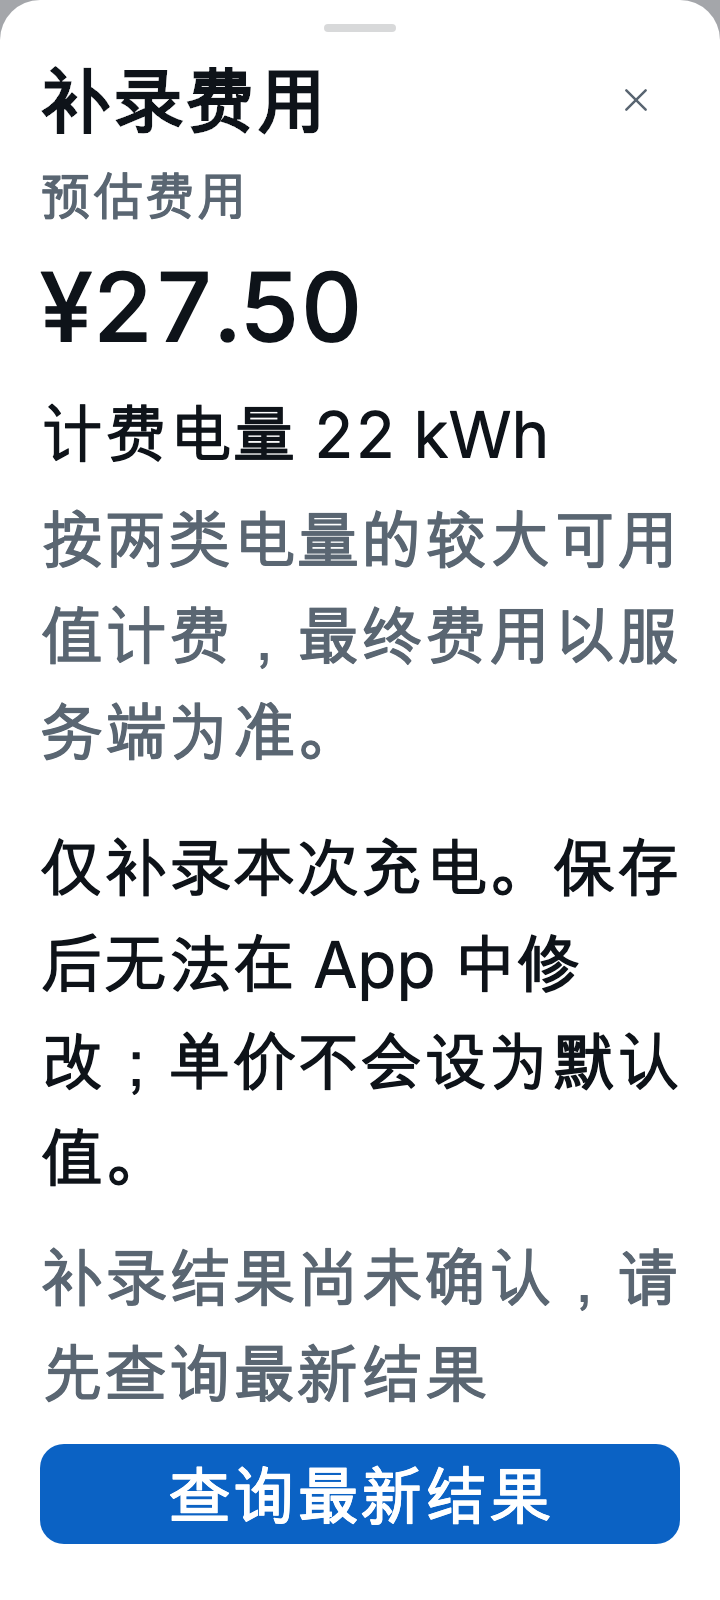 补录费用
预估费用
¥27.50
计费电量 22 kWh
按两类电量的较大可用
值计费，最终费用以服
务端为准。
仅补录本次充电。保存
后无法在 App 中修
改；单价不会设为默认
值。
补录结果尚未确认，请
先查询最新结果
查询最新结果